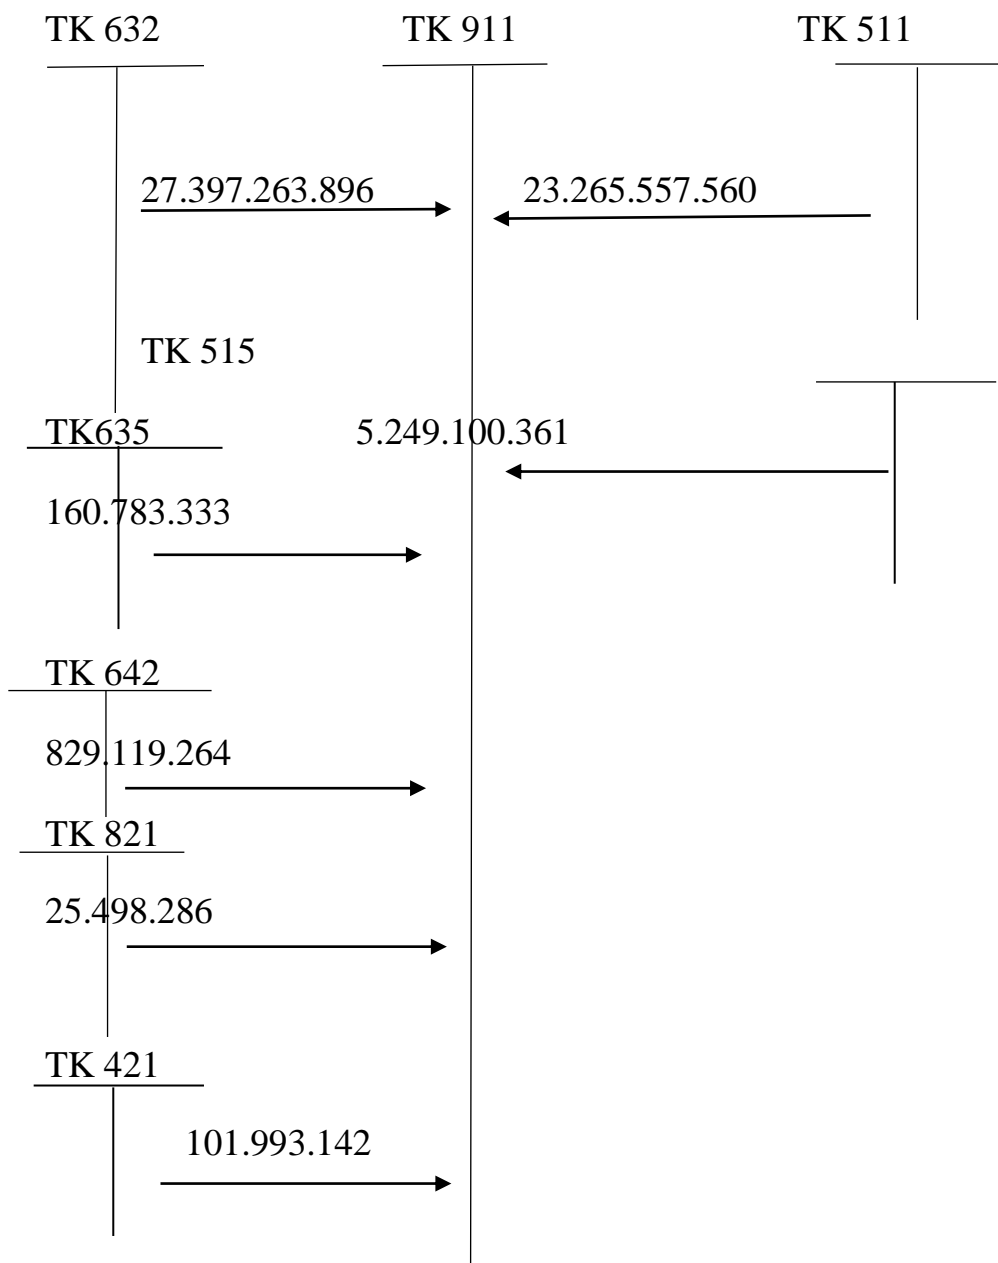 TK 632 TK 911 TK 511
27.397.263.896 23.265.557.560
TK 515
TK635 5.249.100.361
160.783.333
TK 642
829.119.264
TK 821
25.498.286
TK 421
101.993.142